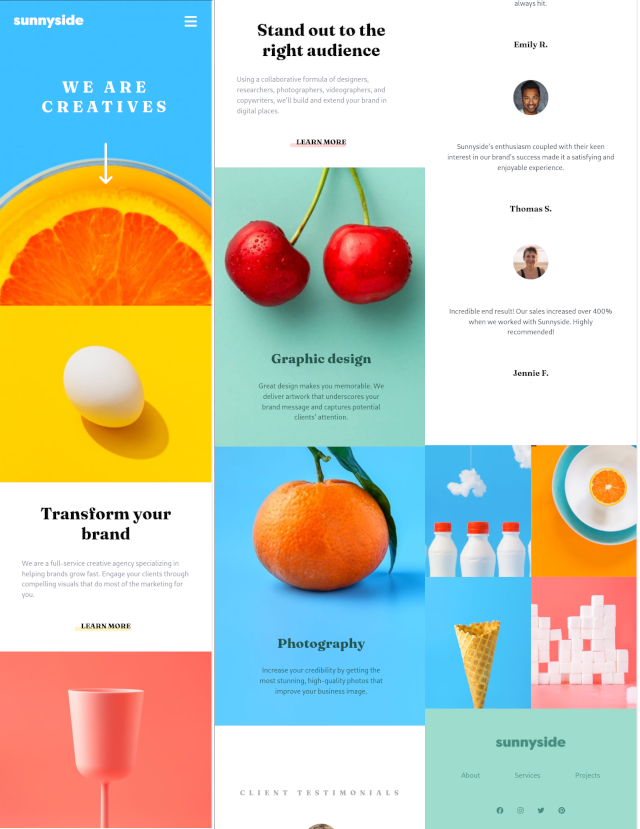 sunnyside
WE ARE
CREATIVES
Transform your
brand
We are a full-service creative agency specializing in
helping brands grow fast. Engage your clients through
compelling visuals that do most of the marketing for
you.
LEARN MORE
Stand out to the
right audience
Using a collaborative formula of designers,
researchers, photographers, videographers, and
copywriters, we'll build and extend your brand in
digital places.
LEARN MORE
Graphic design
Great design makes you memorable. We
deliver artwork that underscores your
brand message and captures potential
clients' attention.
Photography
Increase your credibility by getting the
most stunning, high-quality photos that
improve your business image.
CLIENT TESTIMONIALS
always hit.
Emily R.
Sunnyside's enthusiasm coupled with their keen
interest in our brand's success made it a satisfying and
enjoyable experience.
Thomas S.
Incredible end result! Our sales increased over 400%
when we worked with Sunnyside. Highly
recommended!
Jennie F.
sunnyside
About Services Projects